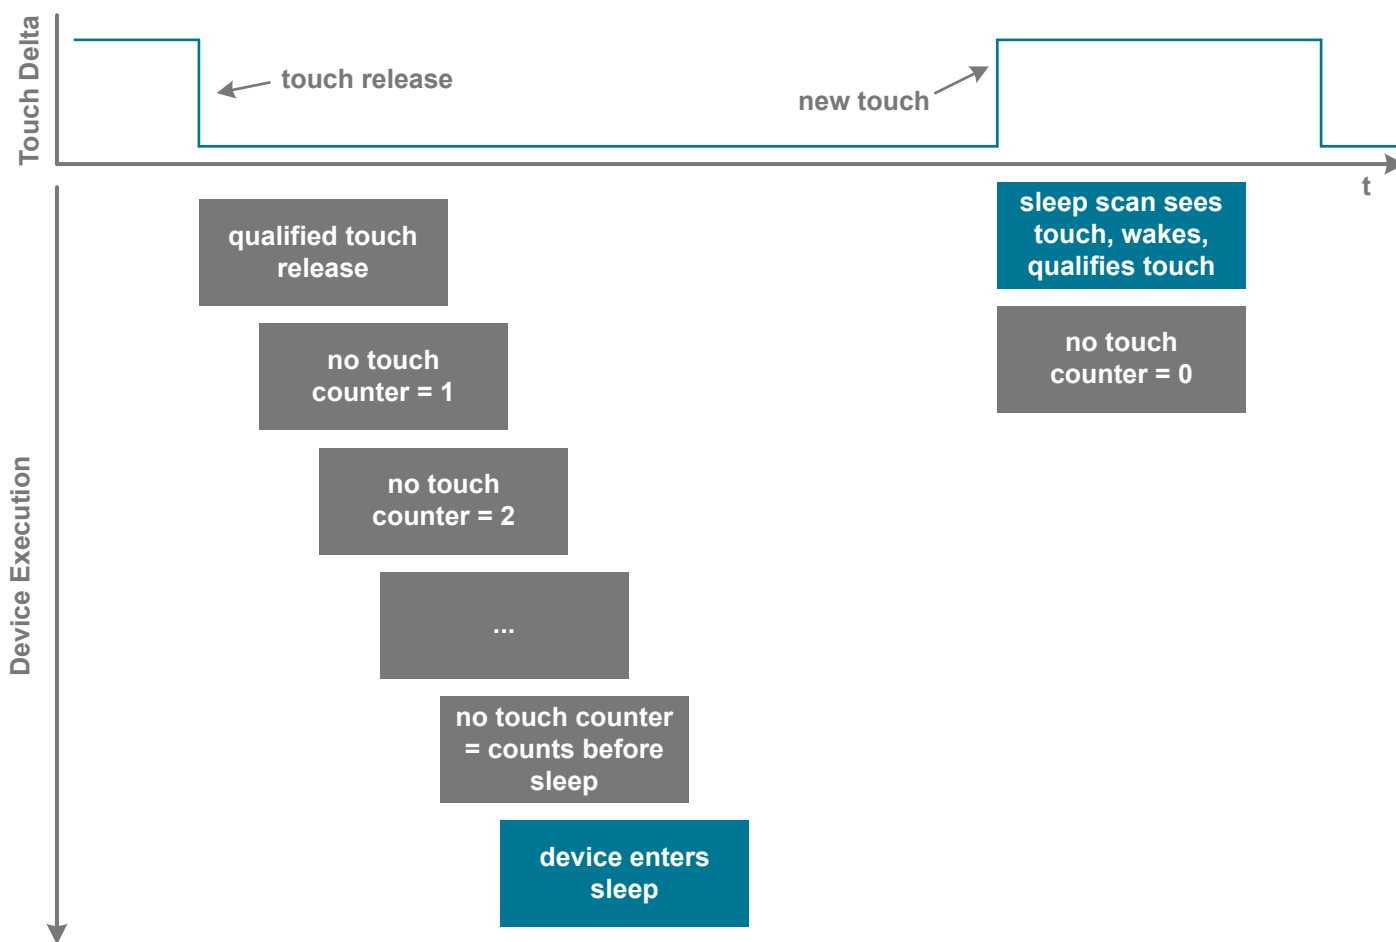 Touch Delta
touch release
new touch
t
Device Execution
qualified touch
release
no touch
counter = 1
no touch
counter = 2
...
no touch counter
= counts before
sleep
device enters
sleep
sleep scan sees
touch, wakes,
qualifies touch
no touch
counter = 0